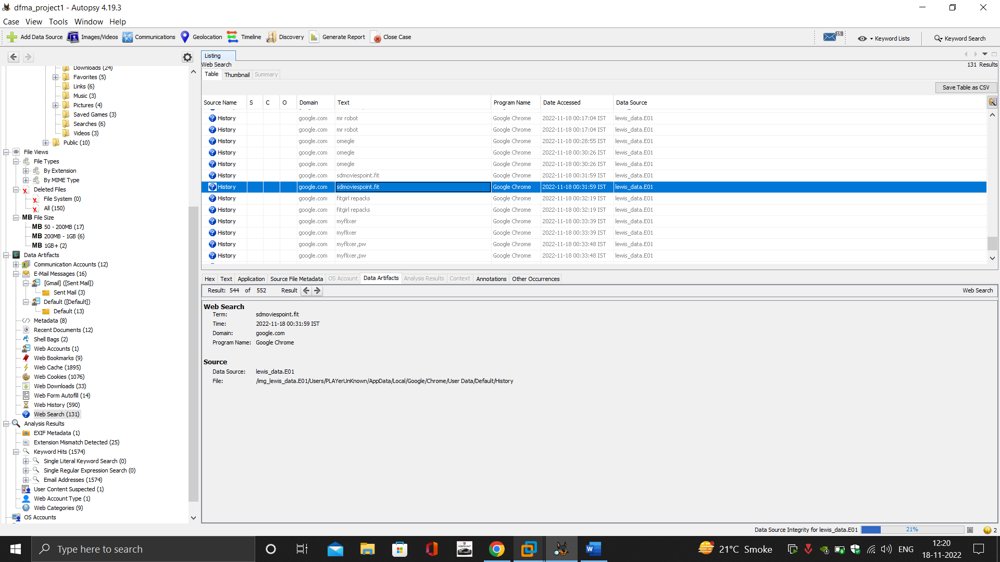 dfma_project1 - Autopsy 4.19.3
Case View Tools Window Help
Add Data Source Images/Videos Communications Geolocation Timeline Discovery Generate Report Close Case 15 Keyword Lists Keyword Search
Downloads (24)
Favorites (5)
Links (6)
Music (3)
Pictures (4)
Saved Games (3)
Searches (6)
Videos (3)
Public (10)
File Views
File Types
By Extension
By MIME Type
Deleted Files
File System (0)
All (150)
MB File Size
MB 50 - 200MB (17)
MB 200MB - 1GB (6)
MB 1GB+ (2)
Data Artifacts
Communication Accounts (12)
E-Mail Messages (16)
[Gmail] ([Sent Mail])
Sent Mail (3)
Default ([Default])
Default (13)
Metadata (8)
Recent Documents (12)
Shell Bags (2)
Web Accounts (1)
Web Bookmarks (9)
Web Cache (1895)
Web Cookies (1076)
Web Downloads (33)
Web Form Autofill (14)
Web History (590)
Web Search (131)
Analysis Results
EXIF Metadata (1)
Extension Mismatch Detected (25)
Keyword Hits (1574)
Single Literal Keyword Search (0)
Single Regular Expression Search (0)
Email Addresses (1574)
User Content Suspected (1)
Web Account Type (1)
Web Categories (9)
OS Accounts
Listing
Web Search 131 Results
Table Thumbnail Summary
Save Table as CSV
Source Name S C O Domain Text Program Name Date Accessed Data Source
History google.com mr robot Google Chrome 2022-11-18 00:17:04 IST lewis_data.E01
History google.com mr robot Google Chrome 2022-11-18 00:17:04 IST lewis_data.E01
History google.com omegle Google Chrome 2022-11-18 00:28:55 IST lewis_data.E01
History google.com omegle Google Chrome 2022-11-18 00:30:26 IST lewis_data.E01
History google.com omegle Google Chrome 2022-11-18 00:30:26 IST lewis_data.E01
History google.com sdmoviespoint.fit Google Chrome 2022-11-18 00:31:59 IST lewis_data.E01
History google.com sdmoviespoint.fit Google Chrome 2022-11-18 00:31:59 IST lewis_data.E01
History google.com fitgirl repacks Google Chrome 2022-11-18 00:32:19 IST lewis_data.E01
History google.com fitgirl repacks Google Chrome 2022-11-18 00:32:19 IST lewis_data.E01
History google.com myflixer Google Chrome 2022-11-18 00:33:39 IST lewis_data.E01
History google.com myflixer Google Chrome 2022-11-18 00:33:39 IST lewis_data.E01
History google.com myflixer,pw Google Chrome 2022-11-18 00:33:48 IST lewis_data.E01
History google.com myflixer,pw Google Chrome 2022-11-18 00:33:48 IST lewis_data.E01
Hex Text Application Source File Metadata OS Account Data Artifacts Analysis Results Context Annotations Other Occurrences
Result: 544 of 552 Result Web Search
Web Search
Term: sdmoviespoint.fit
Time: 2022-11-18 00:31:59 IST
Domain: google.com
Program Name: Google Chrome
Source
Data Source: lewis_data.E01
File: /img_lewis_data.E01/Users/PLAYerUnKnown/AppData/Local/Google/Chrome/User Data/Default/History
Data Source Integrity for lewis_data.E01 21% 2
Type here to search
21°C Smoke ENG
12:20
18-11-2022